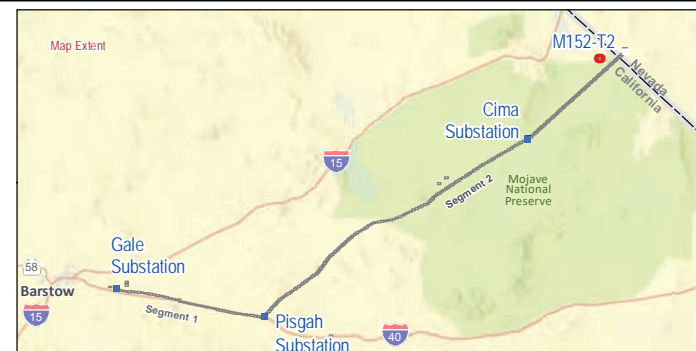 Map Extent
M152-T2
Nevada
California
Cima
Substation
15
Segment 2
Mojave
National
Preserve
Gale
Substation
58
Barstow
15
Segment 1
Pisgah
Substation
40